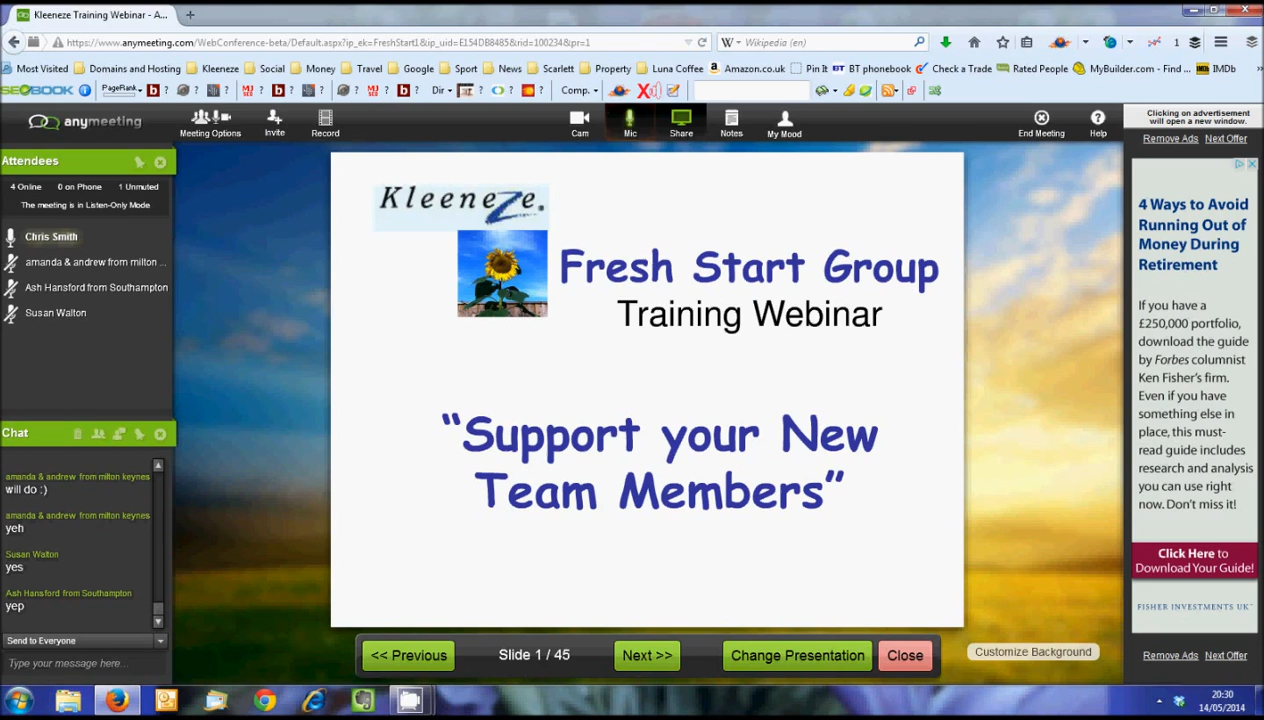 Kleeneze Training Webinar - A...
https://www.anymeeting.com/WebConference-beta/Default.aspx?ip_ek=FreshStart1&ip_uid=E154DB8485&rid=100234&pr=1
Wikipedia (en)
1
Most Visited
Domains and Hosting
Kleeneze
Social
Money
Travel
Google
Sport
News
Scarlett
Property
Luna Coffee
Amazon.co.uk
Pin It
BT phonebook
Check a Trade
Rated People
MyBuilder.com - Find ...
IMDb
SEOBOOK
PageRank
Dir
Comp.
anymeeting
Meeting Options
Invite
Record
Cam
Mic
Share
Notes
My Mood
End Meeting
Help
Clicking on advertisement
will open a new window.
Remove Ads Next Offer
Attendees
4 Online 0 on Phone 1 Unmuted
The meeting is in Listen-Only Mode
Chris Smith
amanda & andrew from milton ...
Ash Hansford from Southampton
Susan Walton
Chat
amanda & andrew from milton keynes
will do :)
amanda & andrew from milton keynes
yeh
Susan Walton
yes
Ash Hansford from Southampton
yep
Send to Everyone
Type your message here...
Kleeneze.
Fresh Start Group
Training Webinar
“Support your New
Team Members”
<< Previous
Slide 1 / 45
Next >>
Change Presentation
Close
Customize Background
4 Ways to Avoid
Running Out of
Money During
Retirement
If you have a
£250,000 portfolio,
download the guide
by Forbes columnist
Ken Fisher's firm.
Even if you have
something else in
place, this must-
read guide includes
research and analysis
you can use right
now. Don't miss it!
Click Here to
Download Your Guide!
FISHER INVESTMENTS UK
Remove Ads Next Offer
20:30
14/05/2014